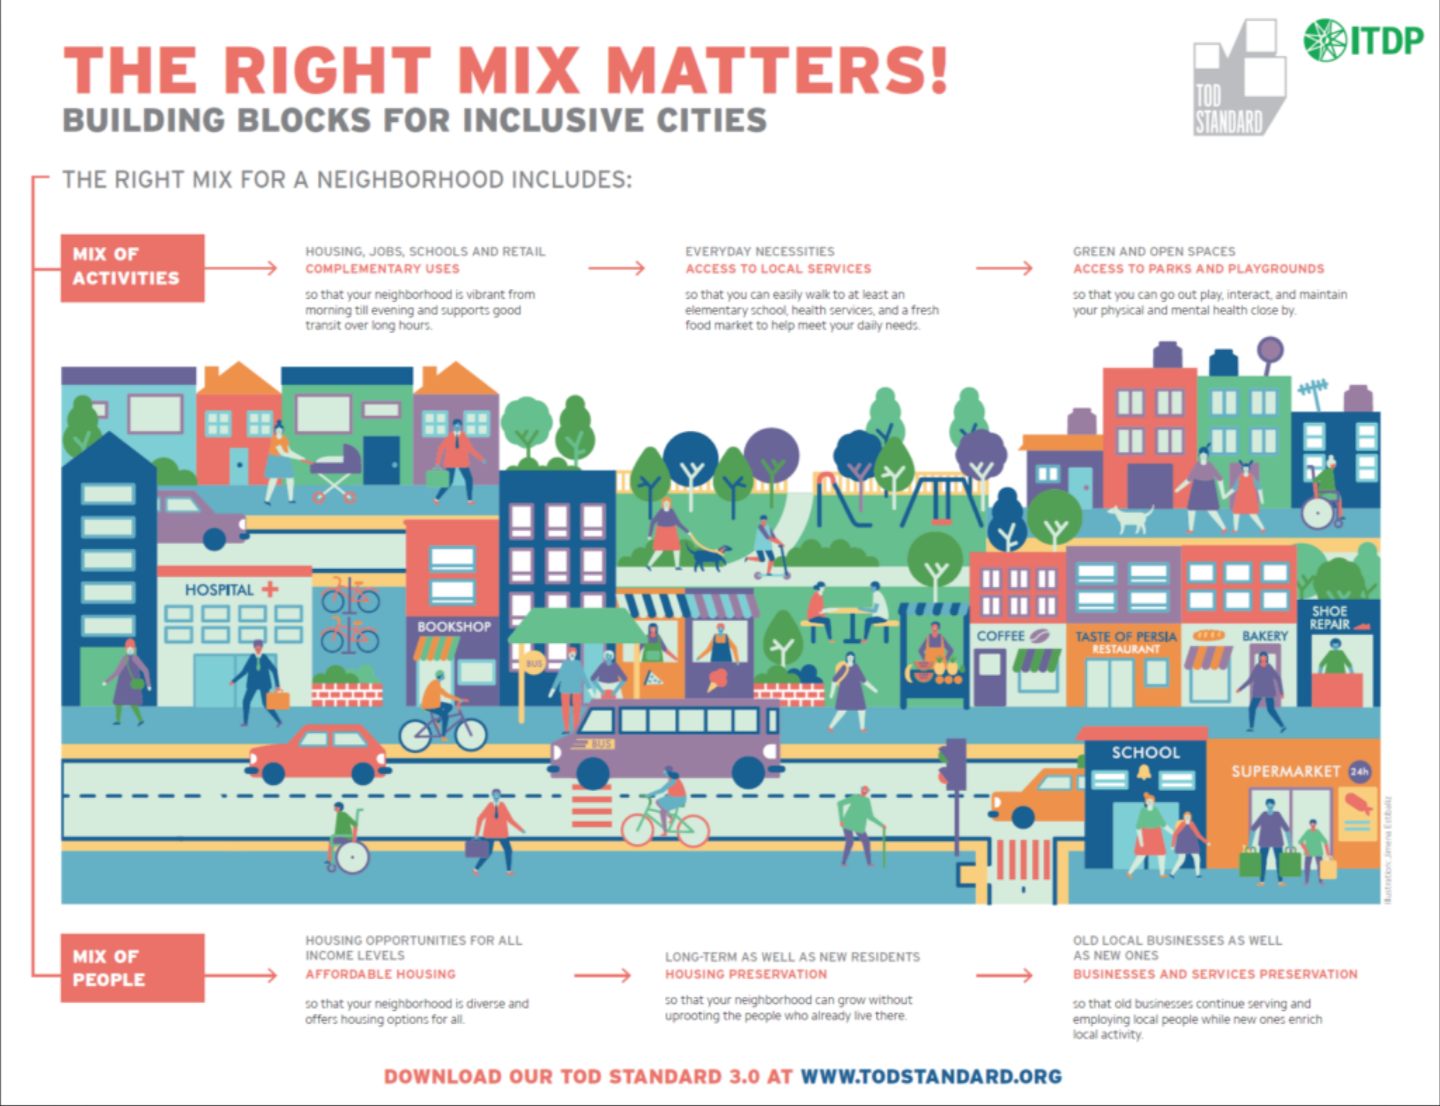 THE RIGHT MIX MATTERS!
BUILDING BLOCKS FOR INCLUSIVE CITIES
TOD
STANDARD
ITDP
THE RIGHT MIX FOR A NEIGHBORHOOD INCLUDES:
MIX OF
ACTIVITIES
HOUSING, JOBS, SCHOOLS AND RETAIL
COMPLEMENTARY USES
so that your neighborhood is vibrant from
morning till evening and supports good
transit over long hours.
EVERYDAY NECESSITIES
ACCESS TO LOCAL SERVICES
so that you can easily walk to at least an
elementary school, health services, and a fresh
food market to help meet your daily needs.
GREEN AND OPEN SPACES
ACCESS TO PARKS AND PLAYGROUNDS
so that you can go out play, interact, and maintain
your physical and mental health close by.
HOSPITAL
BOOKSHOP
BUS
BUS
COFFEE
TASTE OF PERSIA
RESTAURANT
BAKERY
SHOE
REPAIR
SCHOOL
SUPERMARKET
24h
Illustration: Jimena Estíbaliz
MIX OF
PEOPLE
HOUSING OPPORTUNITIES FOR ALL
INCOME LEVELS
AFFORDABLE HOUSING
so that your neighborhood is diverse and
offers housing options for all.
LONG-TERM AS WELL AS NEW RESIDENTS
HOUSING PRESERVATION
so that your neighborhood can grow without
uprooting the people who already live there.
OLD LOCAL BUSINESSES AS WELL
AS NEW ONES
BUSINESSES AND SERVICES PRESERVATION
so that old businesses continue serving and
employing local people while new ones enrich
local activity.
DOWNLOAD OUR TOD STANDARD 3.0 AT WWW.TODSTANDARD.ORG